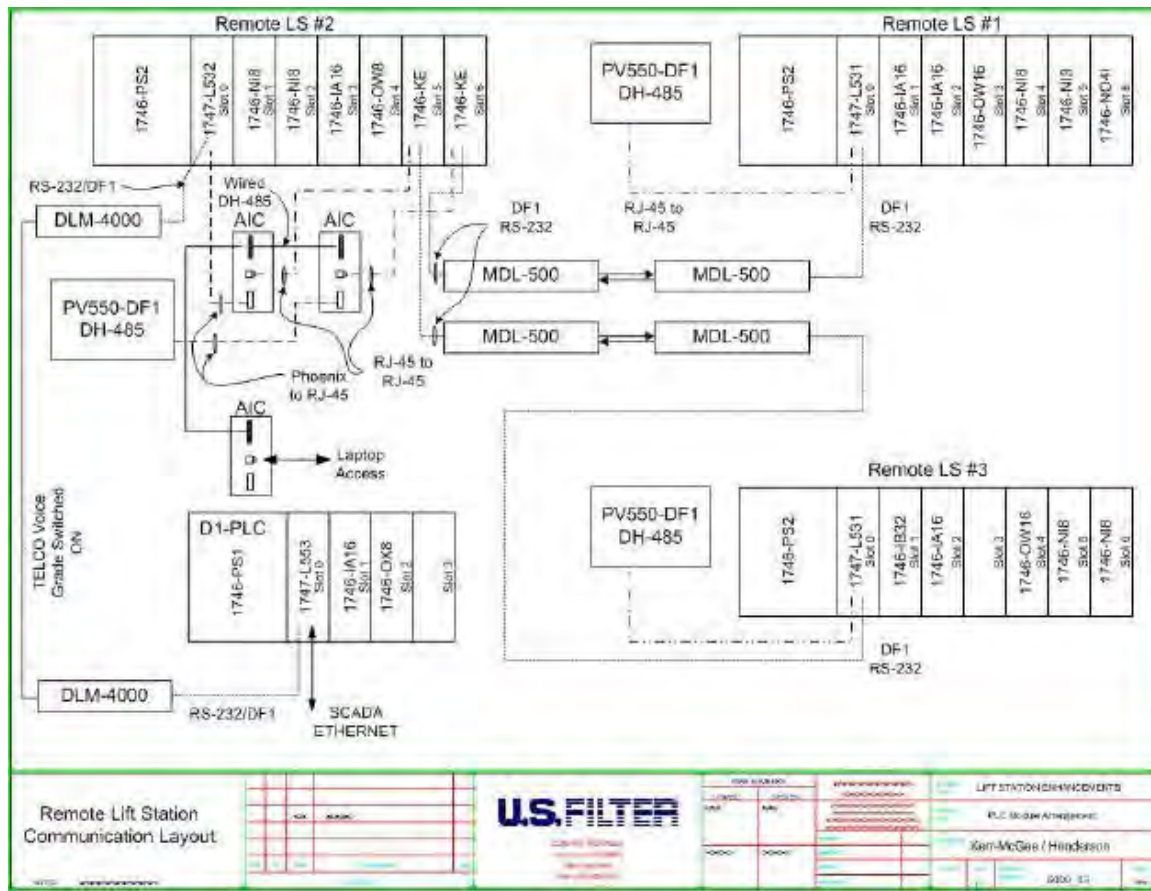 Remote LS #2
1746-PS2
1747-L532
Slot 0
1746-NI8
Slot 1
1746-NI8
Slot 2
1746-IA16
Slot 3
1746-OW8
Slot 4
1746-KE
Slot 5
1746-KE
Slot 6
PV550-DF1
DH-485
Remote LS #1
1746-PS2
1747-L531
Slot 0
1746-IA16
Slot 1
1746-IA16
Slot 2
1746-OW16
Slot 3
1746-NI8
Slot 4
1746-NI8
Slot 5
1746-NO4I
Slot 6
RS-232/DF1
DLM-4000
Wired
DH-485
AIC
AIC
DF1
RS-232
RJ-45 to
RJ-45
DF1
RS-232
MDL-500
MDL-500
PV550-DF1
DH-485
MDL-500
MDL-500
Phoenix
to RJ-45
RJ-45 to
RJ-45
AIC
Laptop
Access
TELCO Voice
Grade Switched
ON
D1-PLC
1746-PS1
1747-L553
Slot 0
1746-IA16
Slot 1
1746-OX8
Slot 2
Slot 3
PV550-DF1
DH-485
Remote LS #3
1746-PS2
1747-L531
Slot 0
1746-IB32
Slot 1
1746-IA16
Slot 2
Slot 3
1746-OW16
Slot 4
1746-NI8
Slot 5
1746-NI8
Slot 6
DF1
RS-232
DLM-4000
RS-232/DF1
SCADA
ETHERNET
Remote Lift Station
Communication Layout
U.S.FILTER
LIFT STATION ENHANCEMENTS
PLC Module Arrangement
Kerr-McGee / Henderson